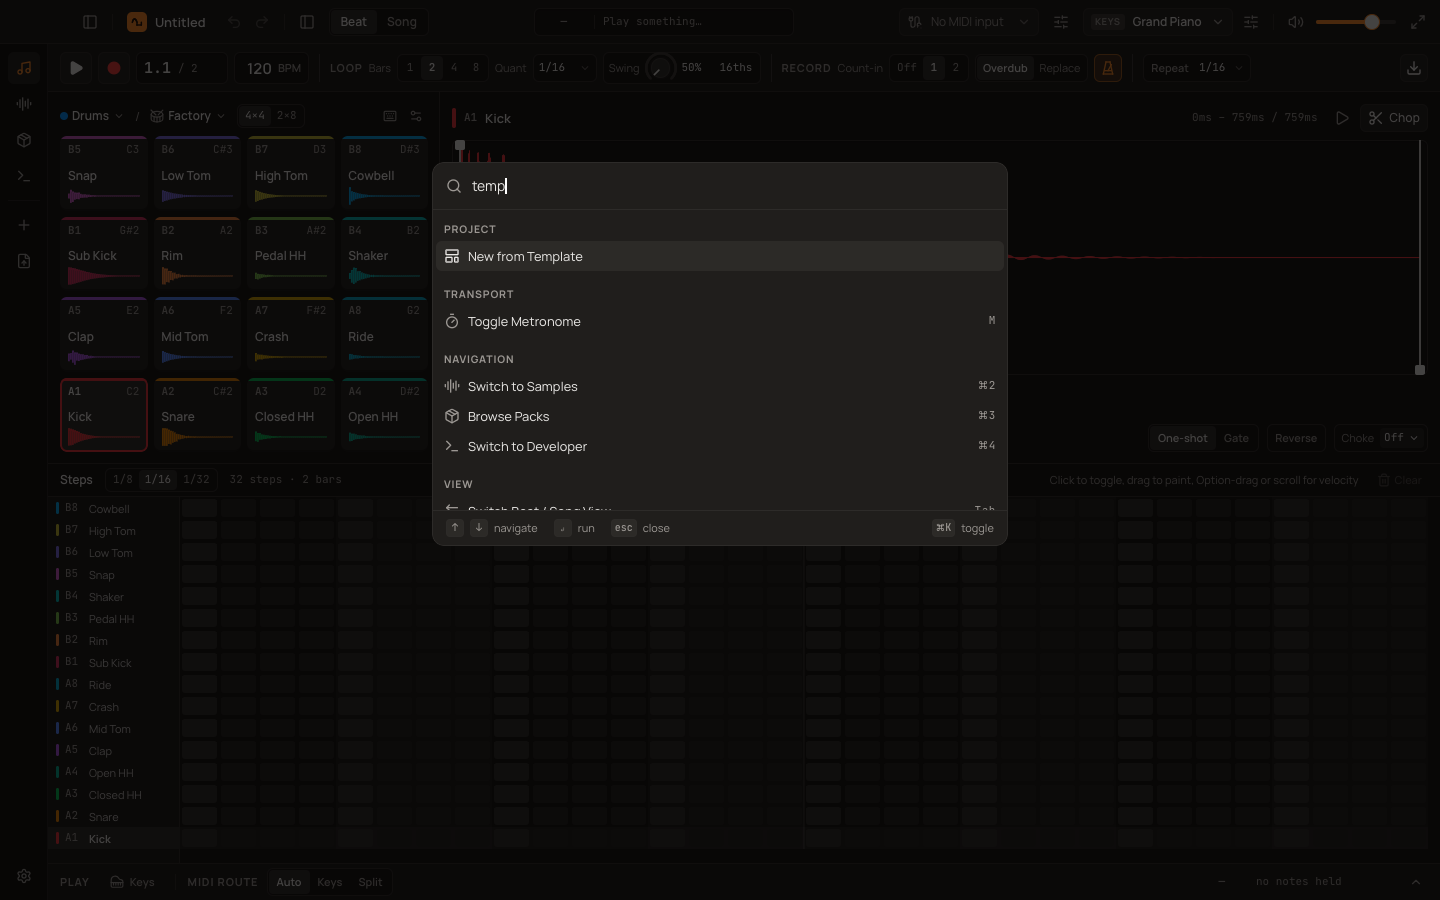 Untitled
Beat
Song
–
Play something…
No MIDI input
KEYS Grand Piano
1.1 / 2
120 BPM
LOOP Bars 1 2 4 8 Quant 1/16
Swing 50% 16ths
RECORD Count-in Off 1 2
Overdub Replace
Repeat 1/16
Drums / Factory 4×4 2×8
B5 C3 Snap
B6 C#3 Low Tom
B7 D3 High Tom
B8 D#3 Cowbell
B1 G#2 Sub Kick
B2 A2 Rim
B3 A#2 Pedal HH
B4 B2 Shaker
A5 E2 Clap
A6 F2 Mid Tom
A7 F#2 Crash
A8 G2 Ride
A1 C2 Kick
A2 C#2 Snare
A3 D2 Closed HH
A4 D#2 Open HH
A1 Kick
0ms – 759ms / 759ms
Chop
temp
PROJECT
New from Template
TRANSPORT
Toggle Metronome M
NAVIGATION
Switch to Samples ⌘2
Browse Packs ⌘3
Switch to Developer ⌘4
VIEW
Switch Beat / Song View Tab
↑ ↓ navigate ↵ run esc close ⌘K toggle
One-shot Gate
Reverse
Choke Off
Steps 1/8 1/16 1/32 32 steps · 2 bars
Click to toggle, drag to paint, Option-drag or scroll for velocity
Clear
B8 Cowbell
B7 High Tom
B6 Low Tom
B5 Snap
B4 Shaker
B3 Pedal HH
B2 Rim
B1 Sub Kick
A8 Ride
A7 Crash
A6 Mid Tom
A5 Clap
A4 Open HH
A3 Closed HH
A2 Snare
A1 Kick
PLAY Keys MIDI ROUTE Auto Keys Split
– no notes held